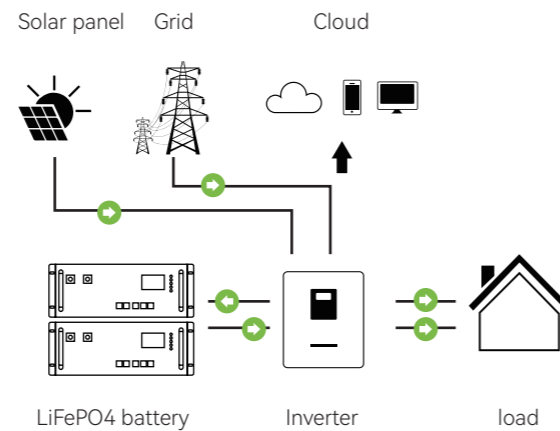 Solar panel
Grid
Cloud
LiFePO4 battery
Inverter
load